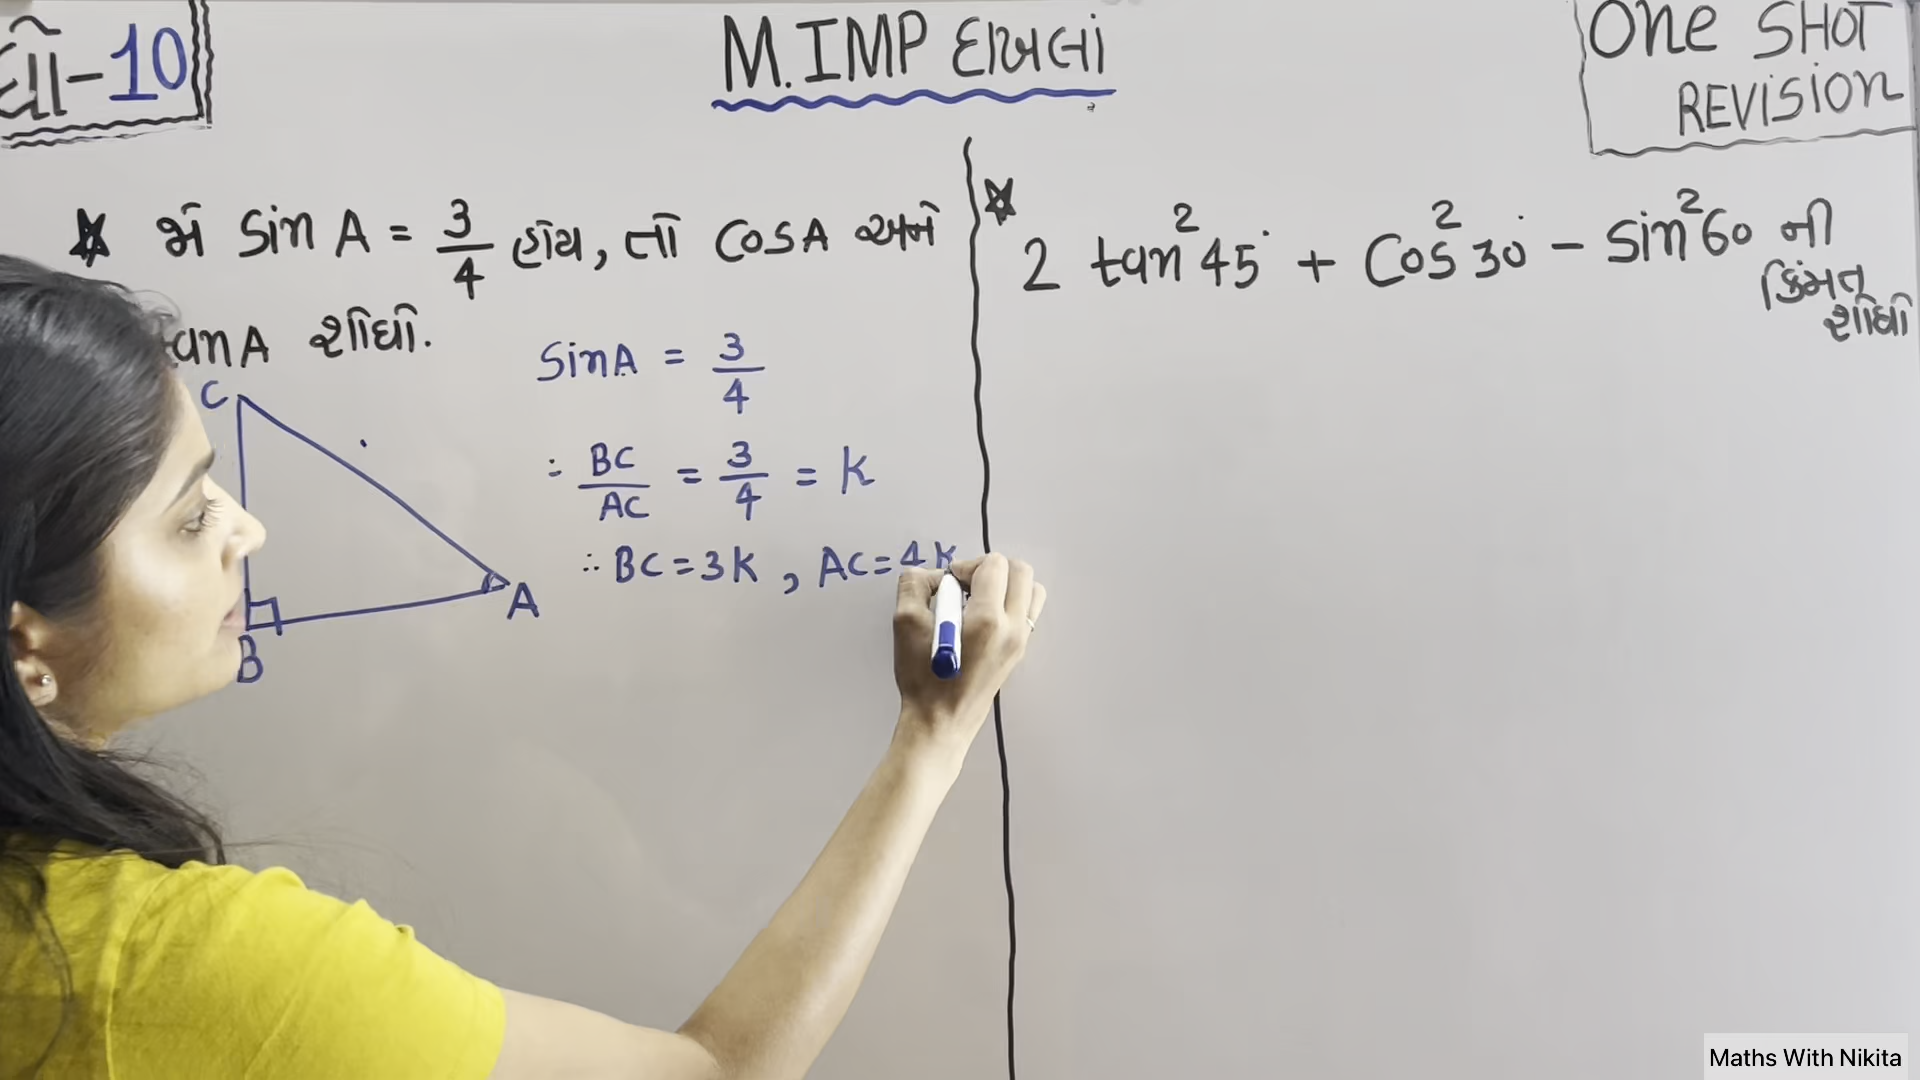 ધો-10
M.IMP દાખલાં
One SHOT
REVISION
જો sin A = 3/4 હોય, તો cos A અને
tan A શોધો.
C
B
A
Sin A = 3/4
∴ BC/AC = 3/4 = K
∴ BC = 3K , AC = 4K
2 tan²45° + Cos²30° - sin²60 ની
કિંમત
શોધો
Maths With Nikita